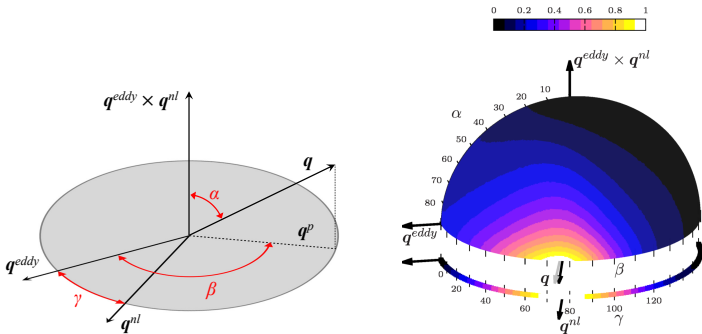 q^eddy × q^nl
q
α
q^p
q^eddy
β
γ
q^nl
0 0.2 0.4 0.6 0.8 1
q^eddy × q^nl
10
20
30
α
40
50
60
70
80
q^eddy
q
β
0
20
40
60
80
100
120
q^nl
γ